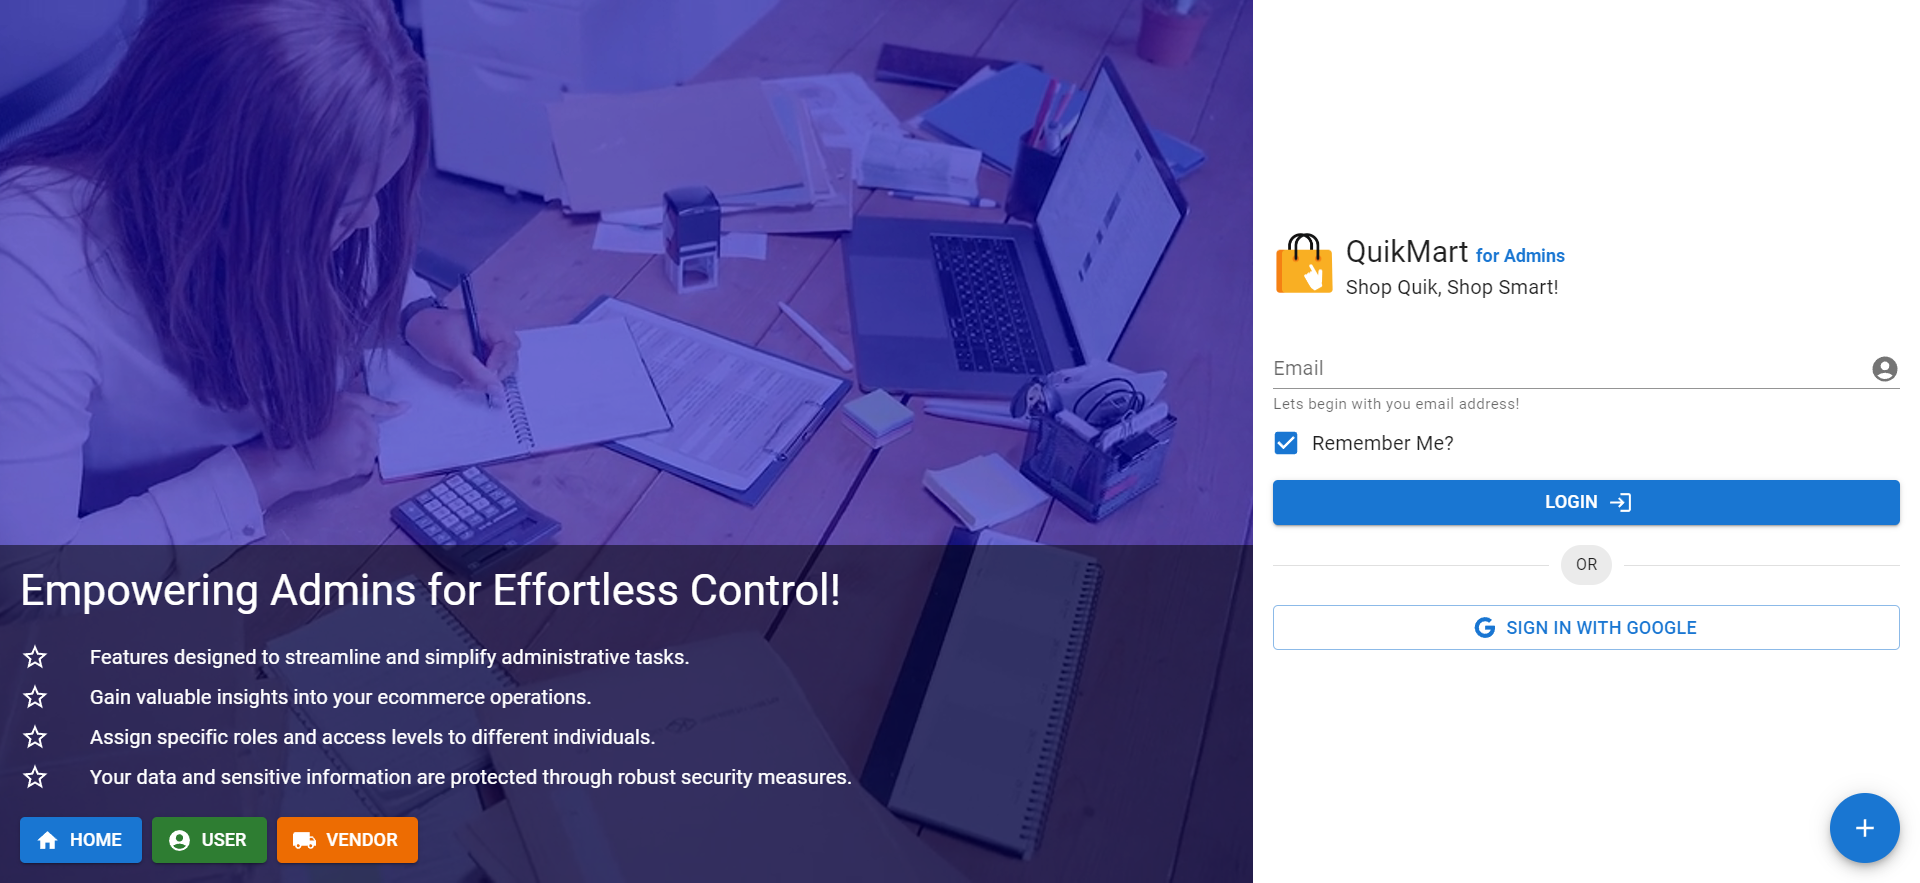 Empowering Admins for Effortless Control!
Features designed to streamline and simplify administrative tasks.
Gain valuable insights into your ecommerce operations.
Assign specific roles and access levels to different individuals.
Your data and sensitive information are protected through robust security measures.
HOME
USER
VENDOR
QuikMart for Admins
Shop Quik, Shop Smart!
Email
Lets begin with you email address!
Remember Me?
LOGIN
OR
SIGN IN WITH GOOGLE